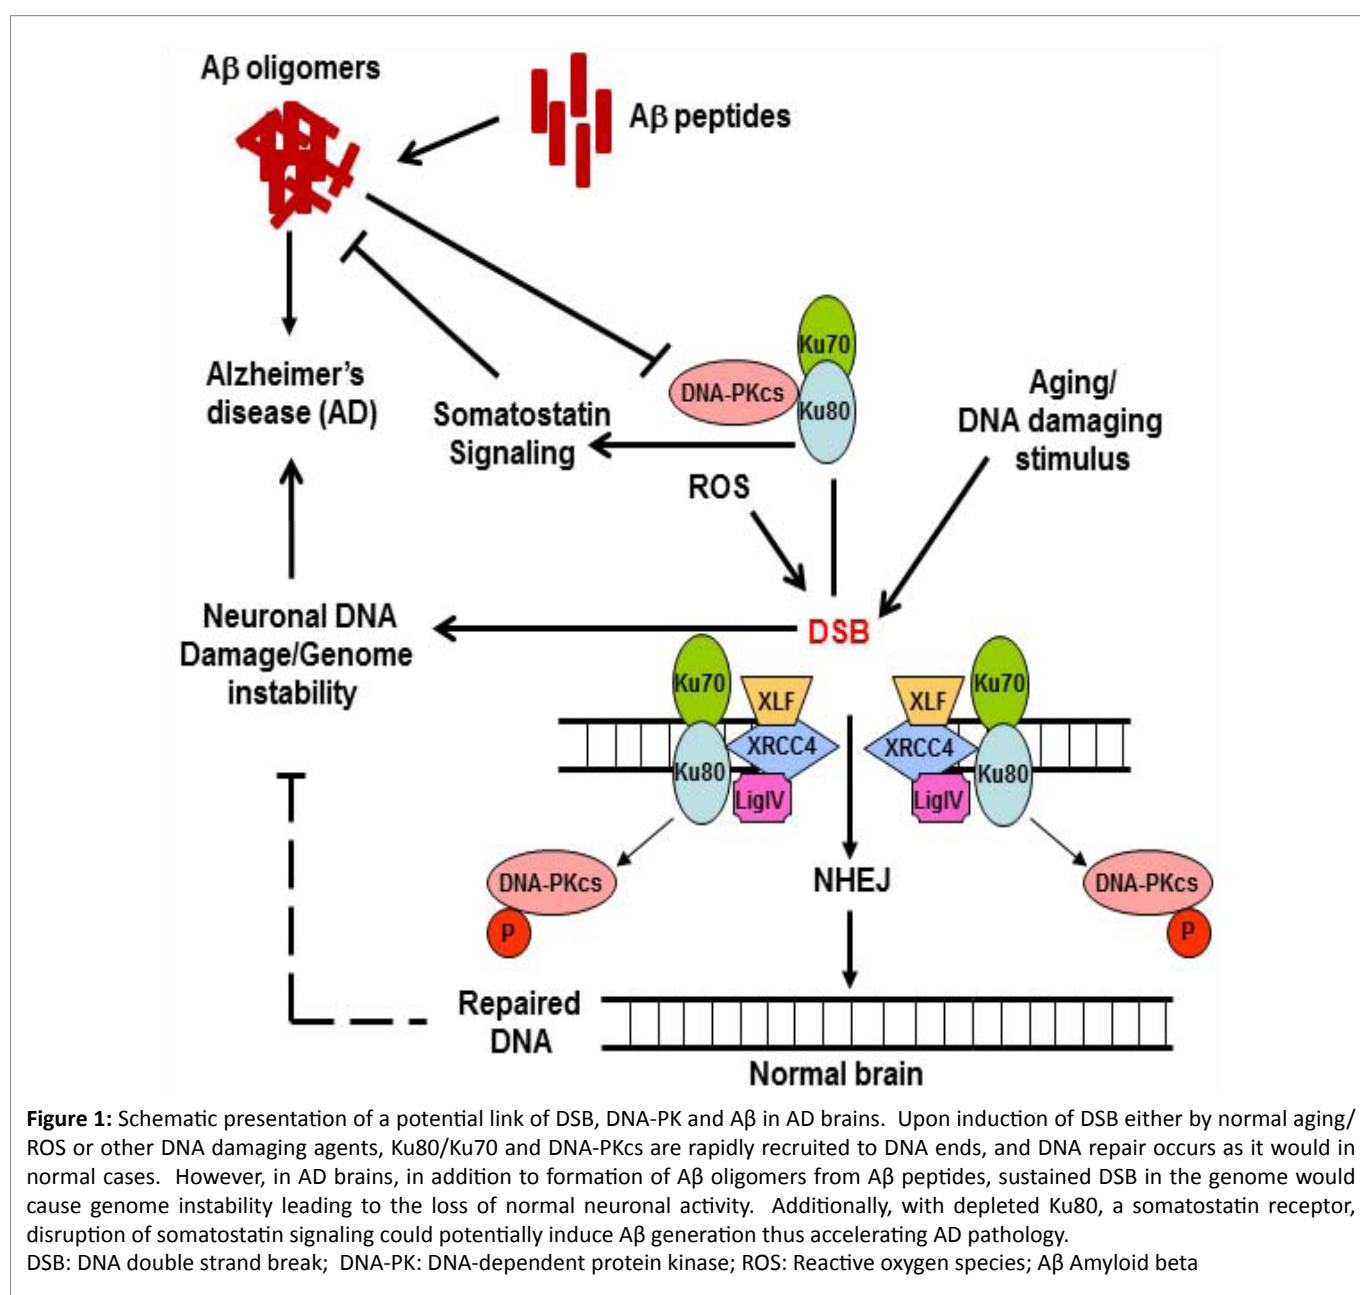 Aβ oligomers
Aβ peptides
Ku70
DNA-PKcs
Ku80
Alzheimer's
disease (AD)
Somatostatin
Signaling
Aging/
DNA damaging
stimulus
ROS
DSB
Neuronal DNA
Damage/Genome
instability
Ku70
XLF
XRCC4
Ku80
LigIV
XLF
Ku70
XRCC4
Ku80
LigIV
DNA-PKcs
P
NHEJ
DNA-PKcs
P
Repaired
DNA
Normal brain
Figure 1: Schematic presentation of a potential link of DSB, DNA-PK and Aβ in AD brains. Upon induction of DSB either by normal aging/
ROS or other DNA damaging agents, Ku80/Ku70 and DNA-PKcs are rapidly recruited to DNA ends, and DNA repair occurs as it would in
normal cases. However, in AD brains, in addition to formation of Aβ oligomers from Aβ peptides, sustained DSB in the genome would
cause genome instability leading to the loss of normal neuronal activity. Additionally, with depleted Ku80, a somatostatin receptor,
disruption of somatostatin signaling could potentially induce Aβ generation thus accelerating AD pathology.
DSB: DNA double strand break; DNA-PK: DNA-dependent protein kinase; ROS: Reactive oxygen species; Aβ Amyloid beta